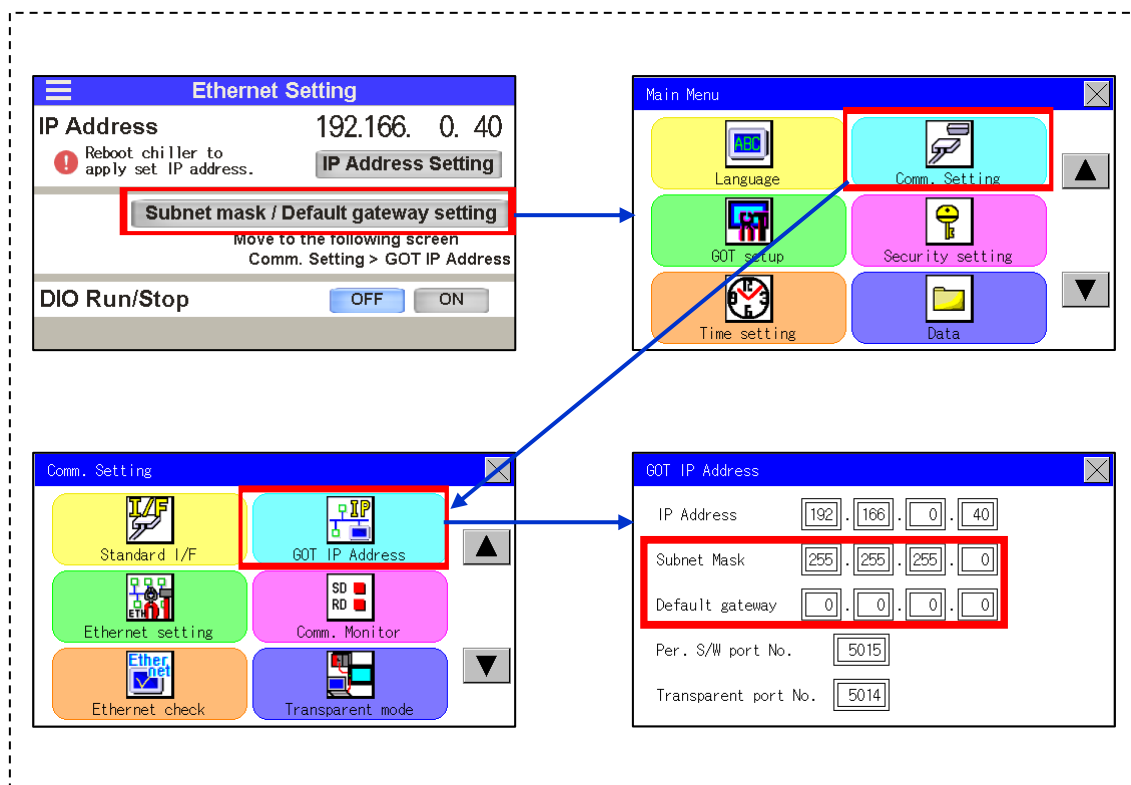 Ethernet Setting
IP Address 192.166. 0. 40
Reboot chiller to
apply set IP address.
IP Address Setting
Subnet mask / Default gateway setting
Move to the following screen
Comm. Setting > GOT IP Address
DIO Run/Stop OFF ON
Main Menu
ABC
Language Comm. Setting
GOT setup Security setting
Time setting Data
Comm. Setting
I/F IP
Standard I/F GOT IP Address
ETH SD
RD
Ethernet setting Comm. Monitor
Ether
net
Ethernet check Transparent mode
GOT IP Address
IP Address 192 . 166 . 0 . 40
Subnet Mask 255 . 255 . 255 . 0
Default gateway 0 . 0 . 0 . 0
Per. S/W port No. 5015
Transparent port No. 5014